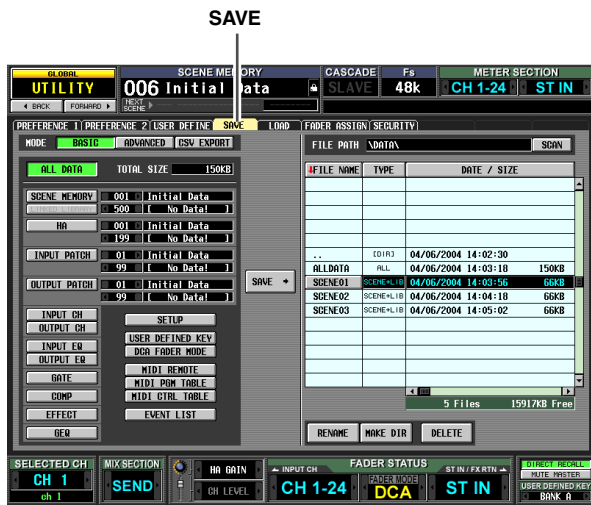 SAVE
GLOBAL SCENE MEMORY CASCADE Fs METER SECTION
UTILITY 006 Initial Data SLAVE 48k CH 1-24 ST IN
BACK FORWARD NEXT SCENE
PREFERENCE 1 PREFERENCE 2 USER DEFINE SAVE LOAD FADER ASSIGN SECURITY
MODE BASIC ADVANCED CSV EXPORT FILE PATH \DATA\ SCAN
ALL DATA TOTAL SIZE 150KB FILE NAME TYPE DATE / SIZE
SCENE MEMORY 001 Initial Data
500 [ No Data! ]
HA 001 Initial Data
199 [ No Data! ]
INPUT PATCH 01 Initial Data
99 [ No Data! ]
OUTPUT PATCH 01 Initial Data
99 [ No Data! ]
SAVE
.. [DIR] 04/06/2004 14:02:30
ALLDATA ALL 04/06/2004 14:03:18 150KB
SCENE01 SCENE+LIB 04/06/2004 14:03:56 66KB
SCENE02 SCENE+LIB 04/06/2004 14:04:18 66KB
SCENE03 SCENE+LIB 04/06/2004 14:05:02 66KB
INPUT CH
OUTPUT CH
INPUT EQ
OUTPUT EQ
GATE
COMP
EFFECT
GEQ
SETUP
USER DEFINED KEY
DCA FADER MODE
MIDI REMOTE
MIDI PGM TABLE
MIDI CTRL TABLE
EVENT LIST
5 Files 15917KB Free
RENAME MAKE DIR DELETE
SELECTED CH MIX SECTION HA GAIN INPUT CH FADER STATUS ST IN / FX RTN DIRECT RECALL
MUTE MASTER
CH 1 SEND CH LEVEL CH 1-24 FADER MODE DCA ST IN USER DEFINED KEY
ch 1 BANK A